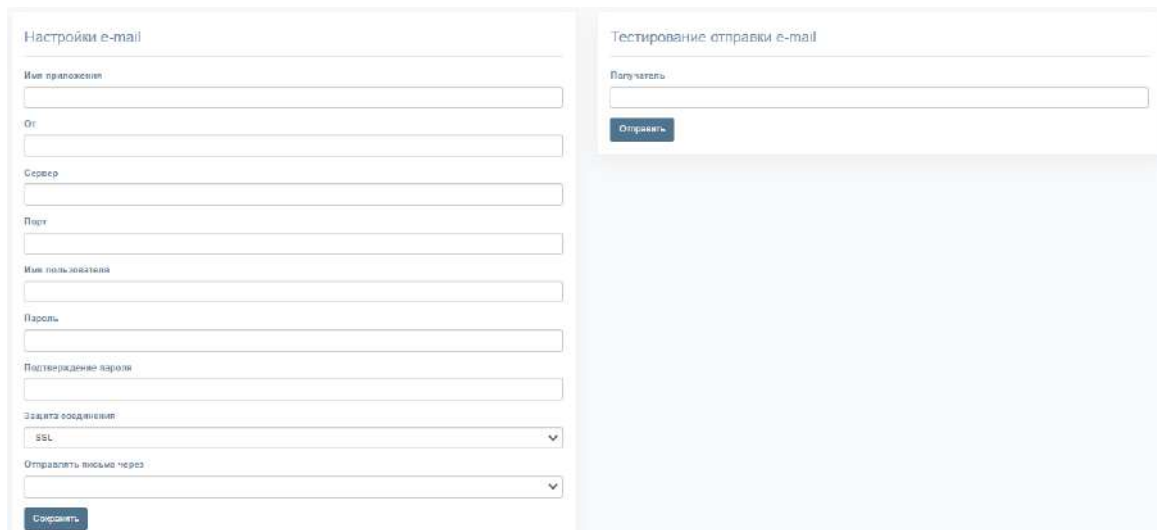 Настройки e-mail
Имя приложения
От
Сервер
Порт
Имя пользователя
Пароль
Подтверждение пароля
Защита соединения
SSL
Отправлять письма через
Сохранить
Тестирование отправки e-mail
Получатель
Отправить